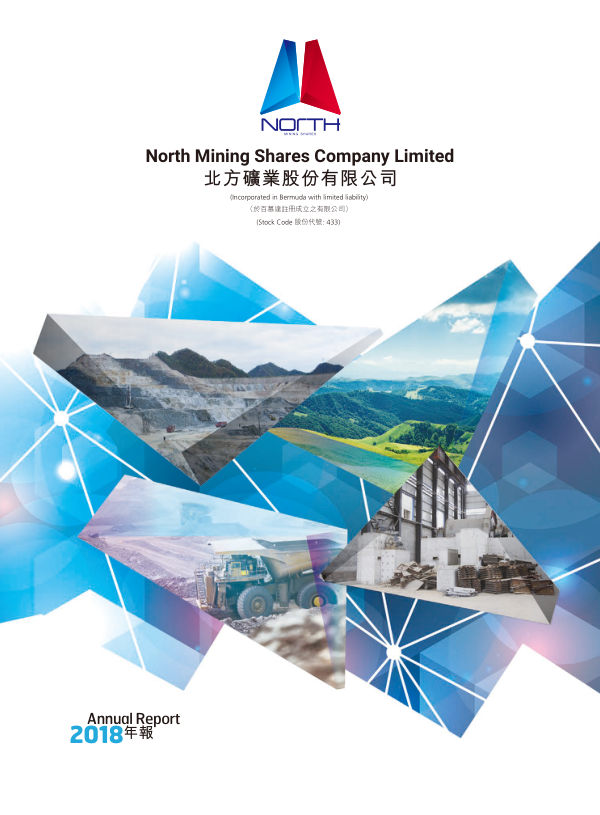 NORTH
MINING SHARES
North Mining Shares Company Limited
北方礦業股份有限公司
(Incorporated in Bermuda with limited liability)
（於百慕達註冊成立之有限公司）
(Stock Code 股份代號: 433)
Annual Report
2018年報